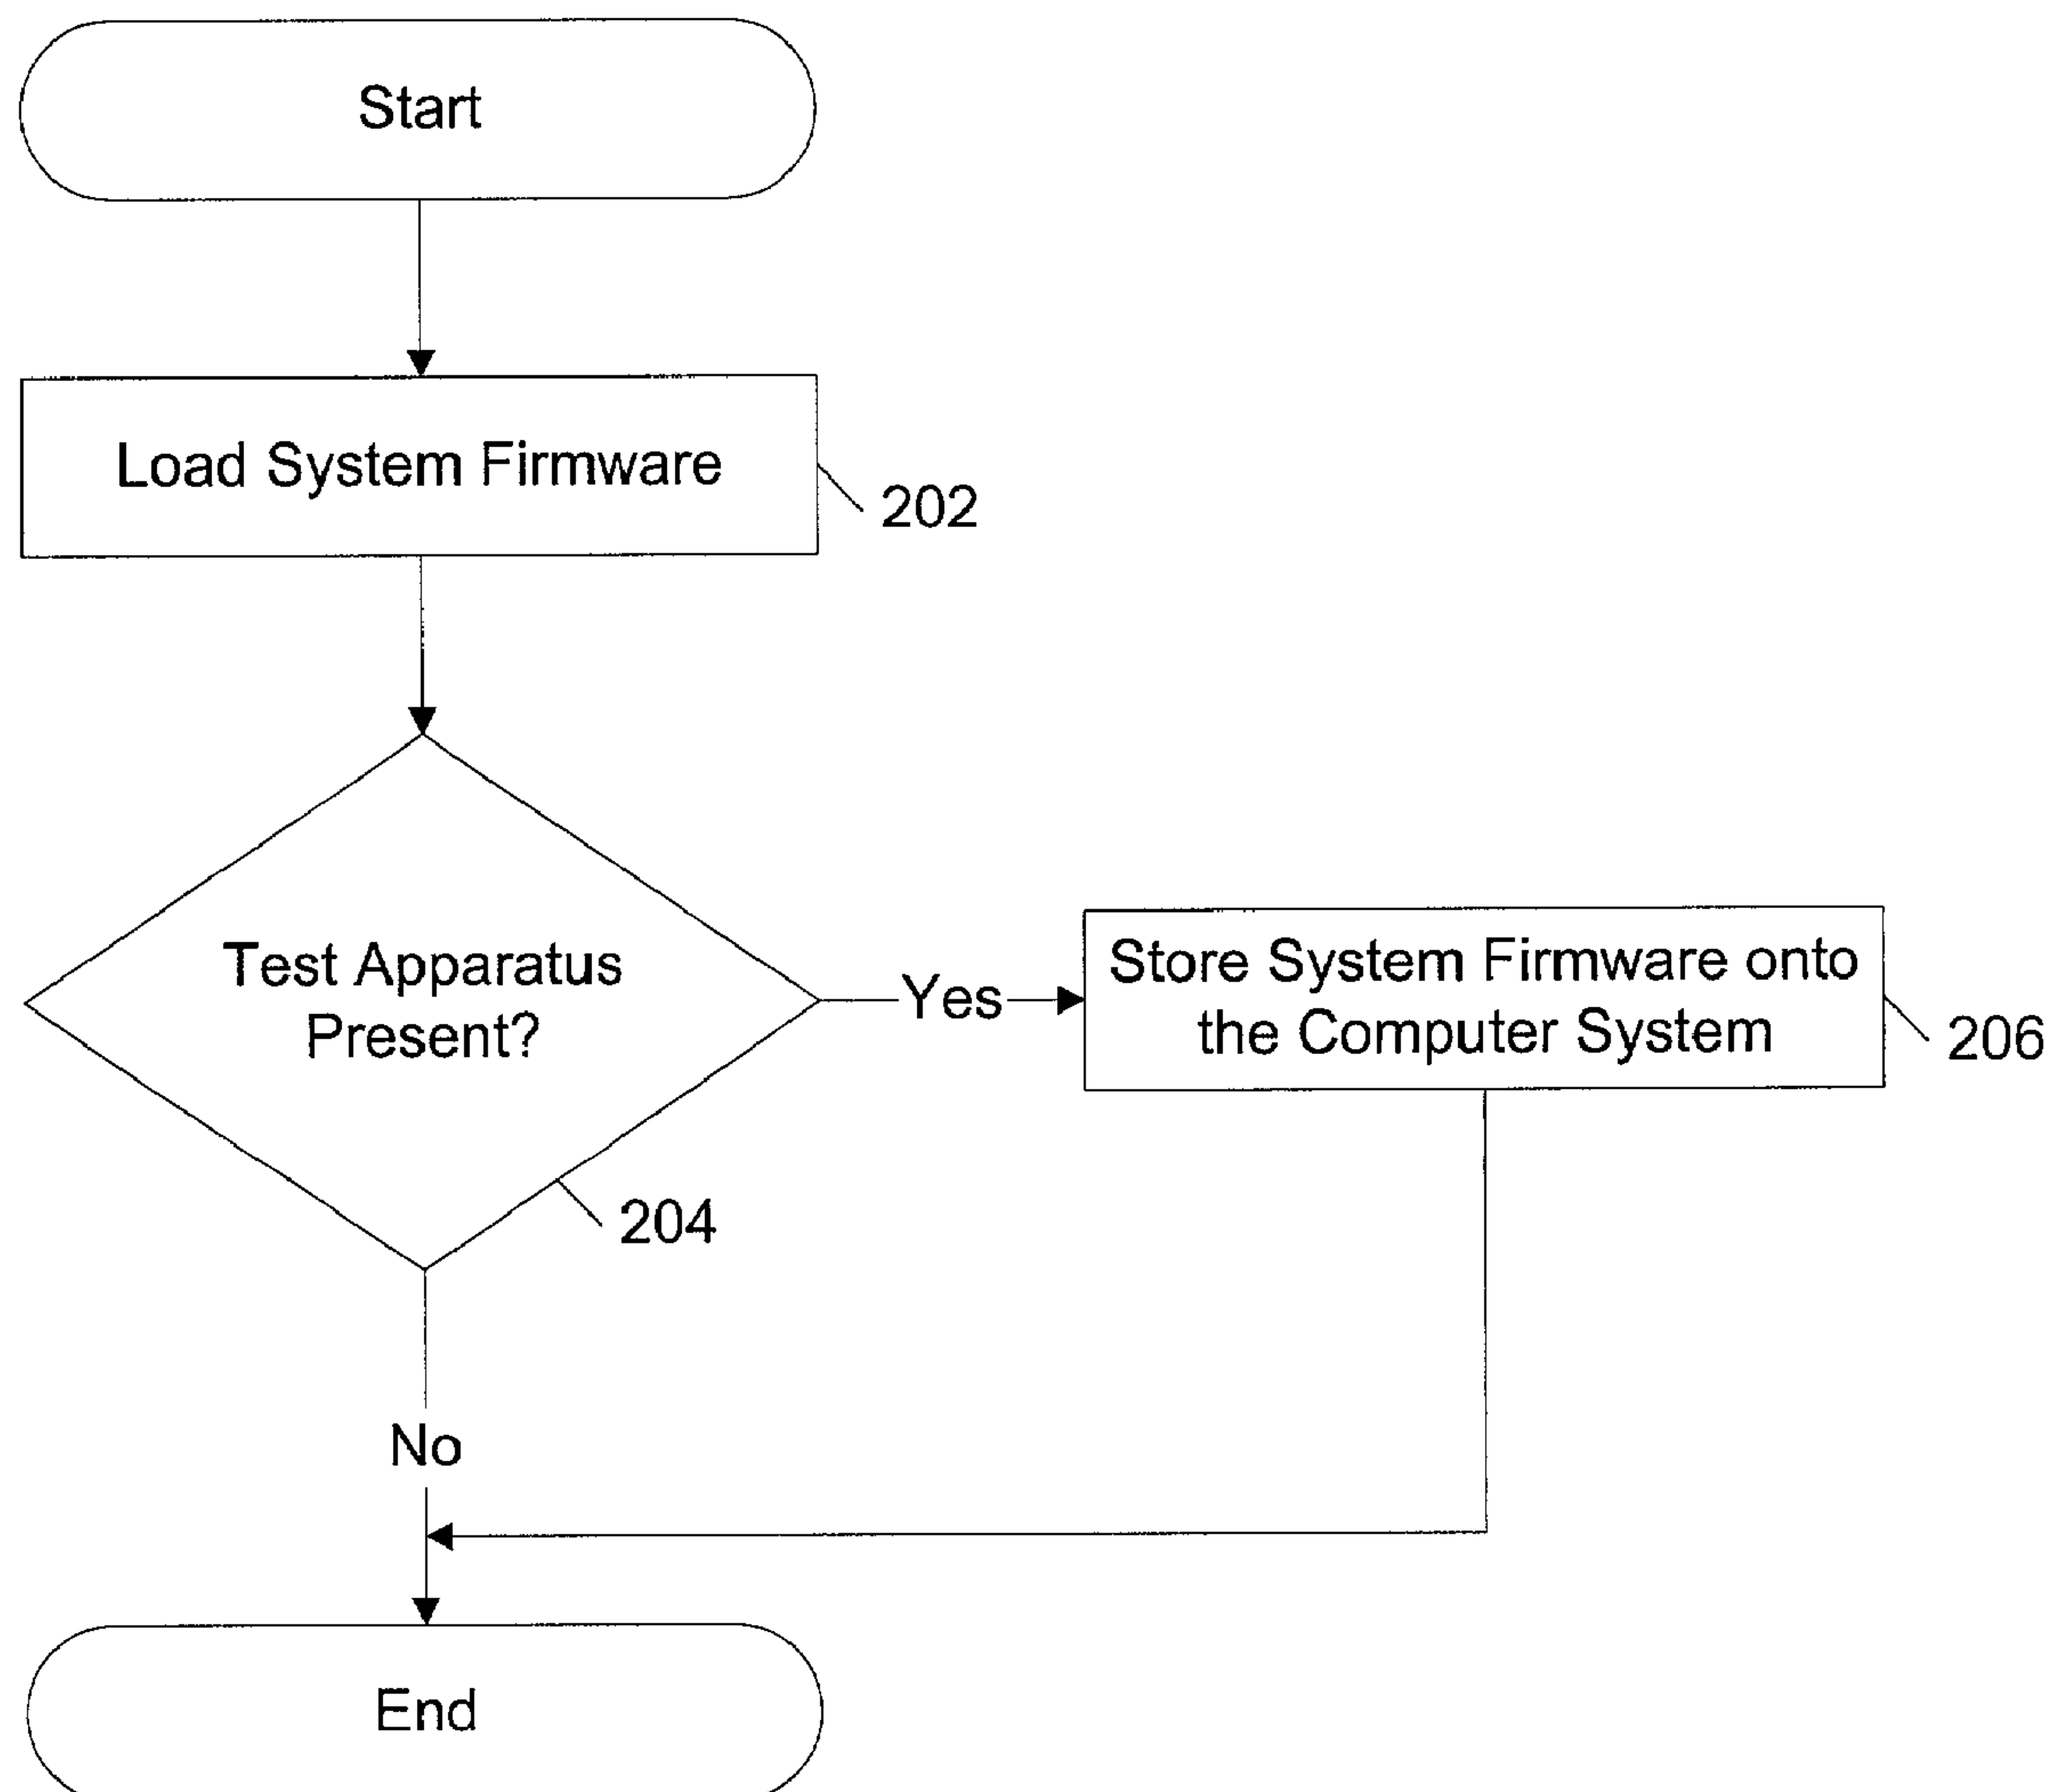 Start
Load System Firmware
202
Test Apparatus
Present?
Yes
Store System Firmware onto
the Computer System
206
204
No
End